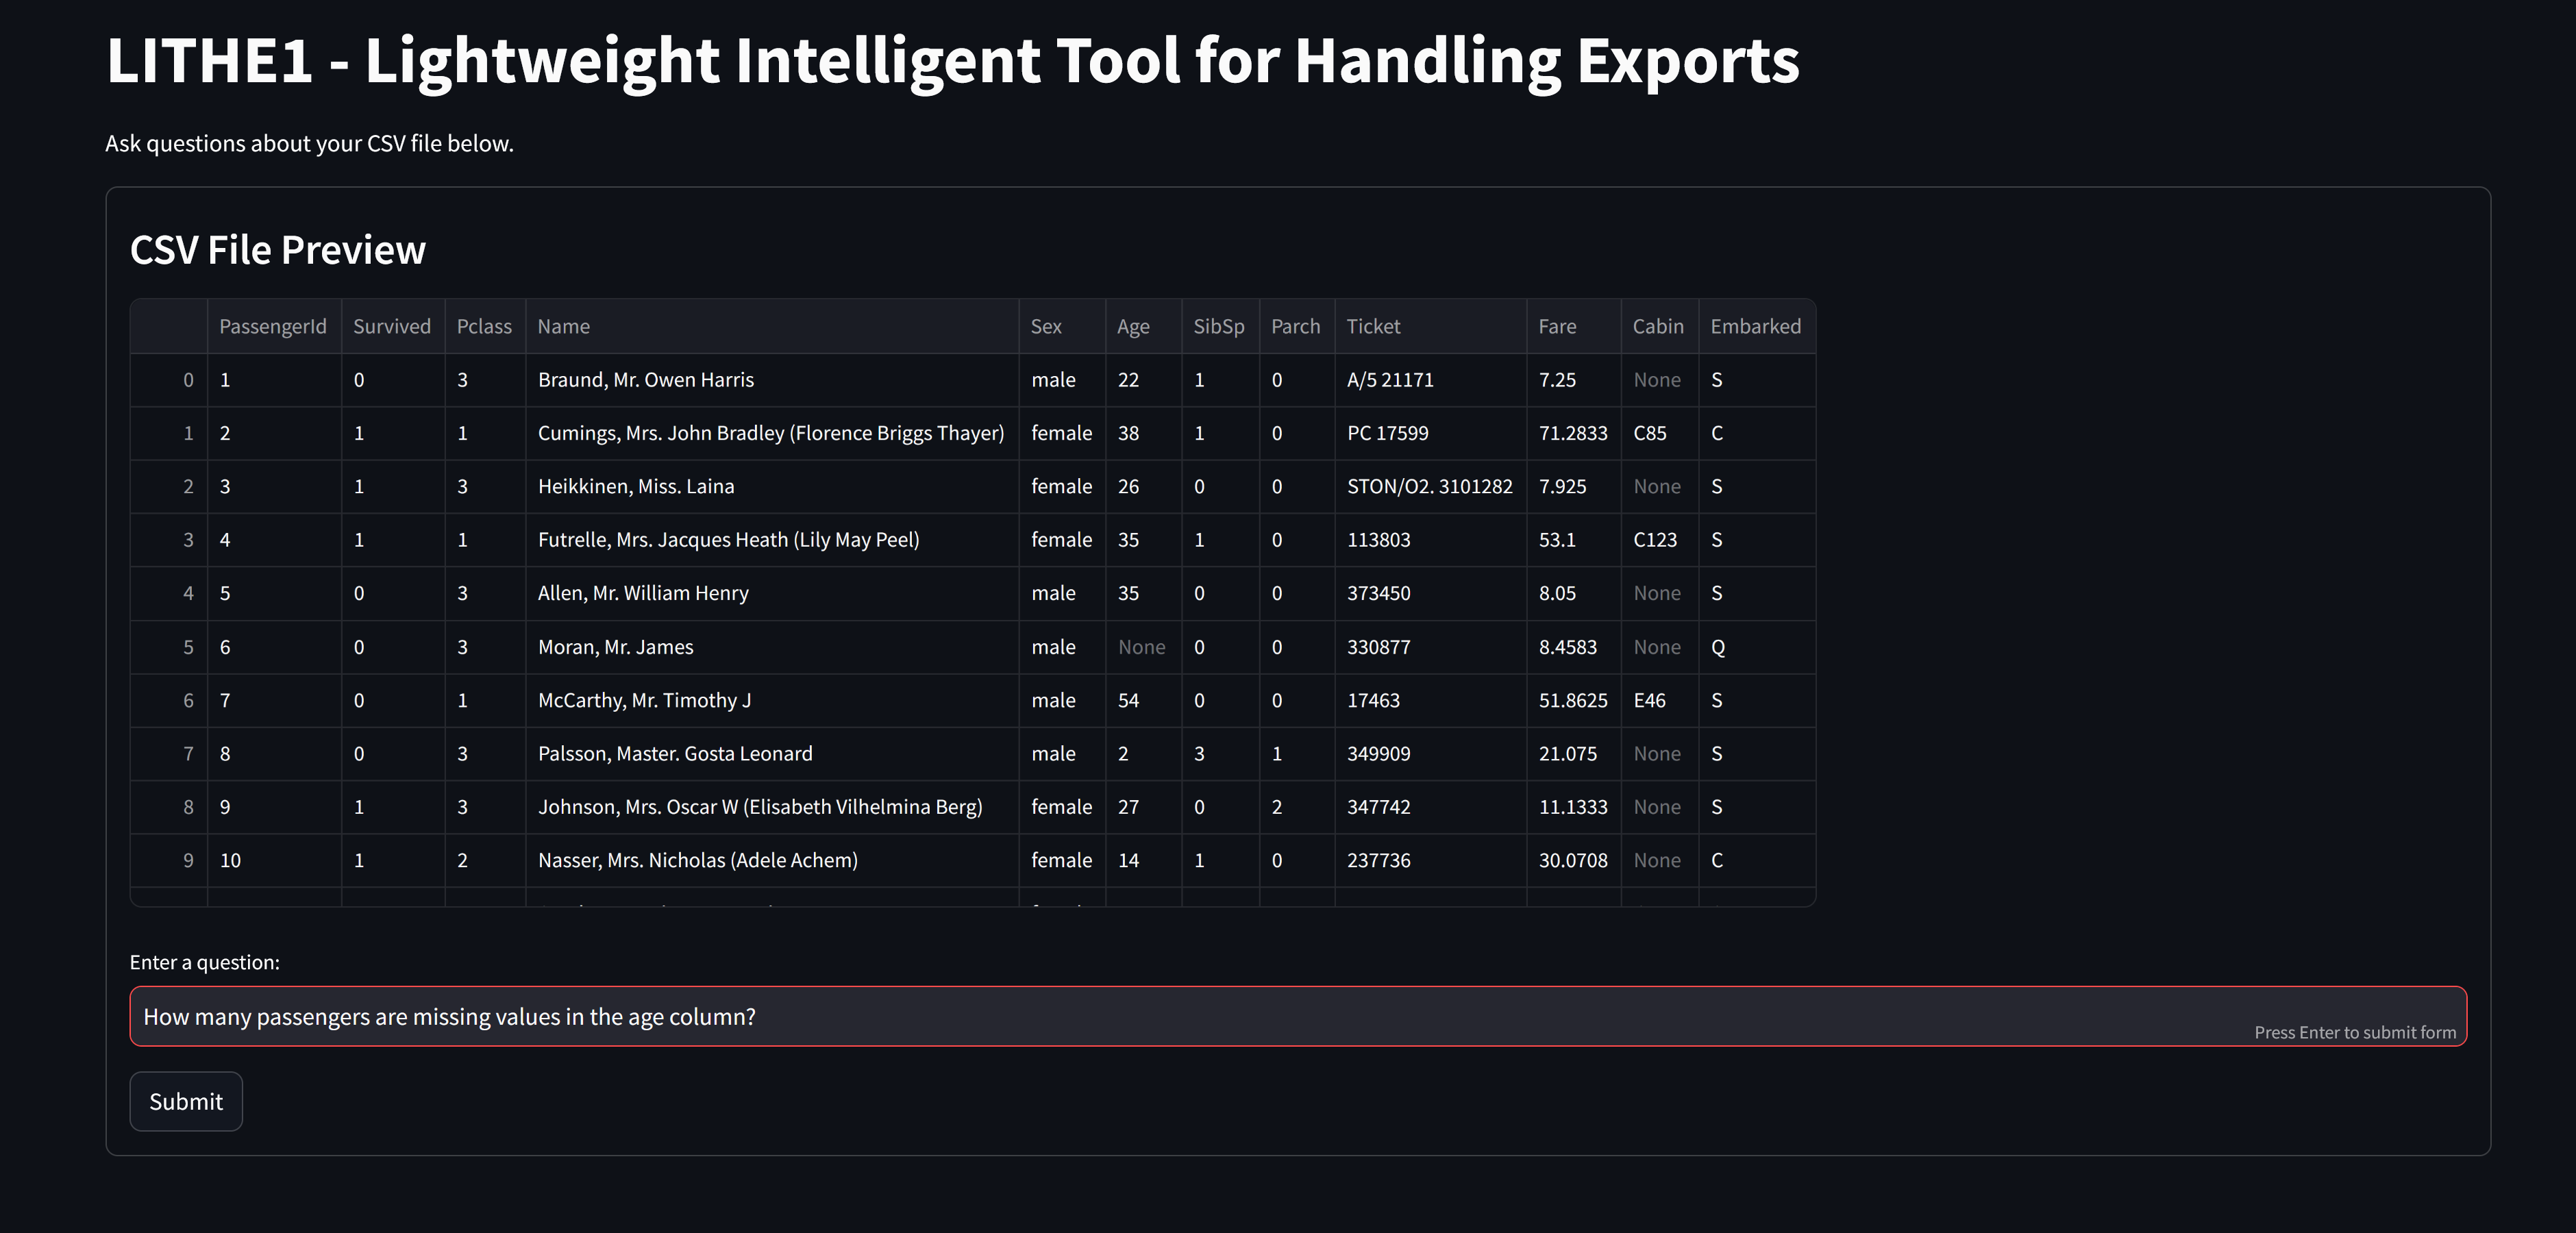 LITHE1 - Lightweight Intelligent Tool for Handling Exports
Ask questions about your CSV file below.
CSV File Preview
PassengerId Survived Pclass Name Sex Age SibSp Parch Ticket Fare Cabin Embarked
0 1 0 3 Braund, Mr. Owen Harris male 22 1 0 A/5 21171 7.25 None S
1 2 1 1 Cumings, Mrs. John Bradley (Florence Briggs Thayer) female 38 1 0 PC 17599 71.2833 C85 C
2 3 1 3 Heikkinen, Miss. Laina female 26 0 0 STON/O2. 3101282 7.925 None S
3 4 1 1 Futrelle, Mrs. Jacques Heath (Lily May Peel) female 35 1 0 113803 53.1 C123 S
4 5 0 3 Allen, Mr. William Henry male 35 0 0 373450 8.05 None S
5 6 0 3 Moran, Mr. James male None 0 0 330877 8.4583 None Q
6 7 0 1 McCarthy, Mr. Timothy J male 54 0 0 17463 51.8625 E46 S
7 8 0 3 Palsson, Master. Gosta Leonard male 2 3 1 349909 21.075 None S
8 9 1 3 Johnson, Mrs. Oscar W (Elisabeth Vilhelmina Berg) female 27 0 2 347742 11.1333 None S
9 10 1 2 Nasser, Mrs. Nicholas (Adele Achem) female 14 1 0 237736 30.0708 None C
Enter a question:
How many passengers are missing values in the age column?
Press Enter to submit form
Submit